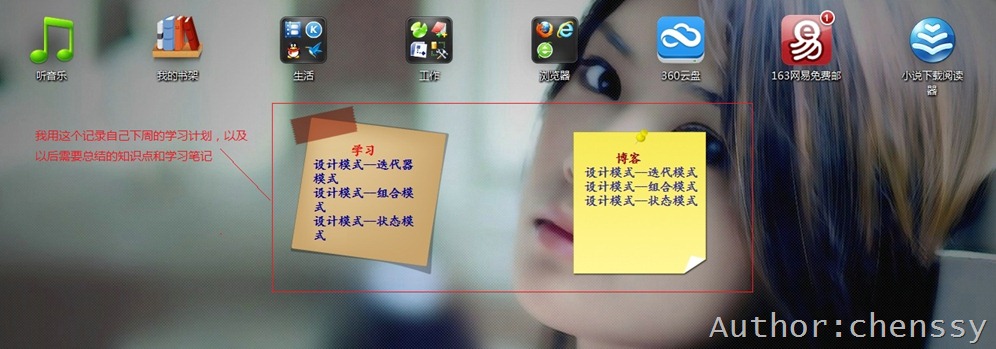 听音乐
我的书架
生活
工作
浏览器
360云盘
1
163网易免费邮
小说下载阅读
器
我用这个记录自己下周的学习计划，以及
以后需要总结的知识点和学习笔记
学习
设计模式—迭代器
模式
设计模式—组合模
式
设计模式—状态模
式
博客
设计模式—迭代模式
设计模式—组合模式
设计模式—状态模式
Author:chenssy